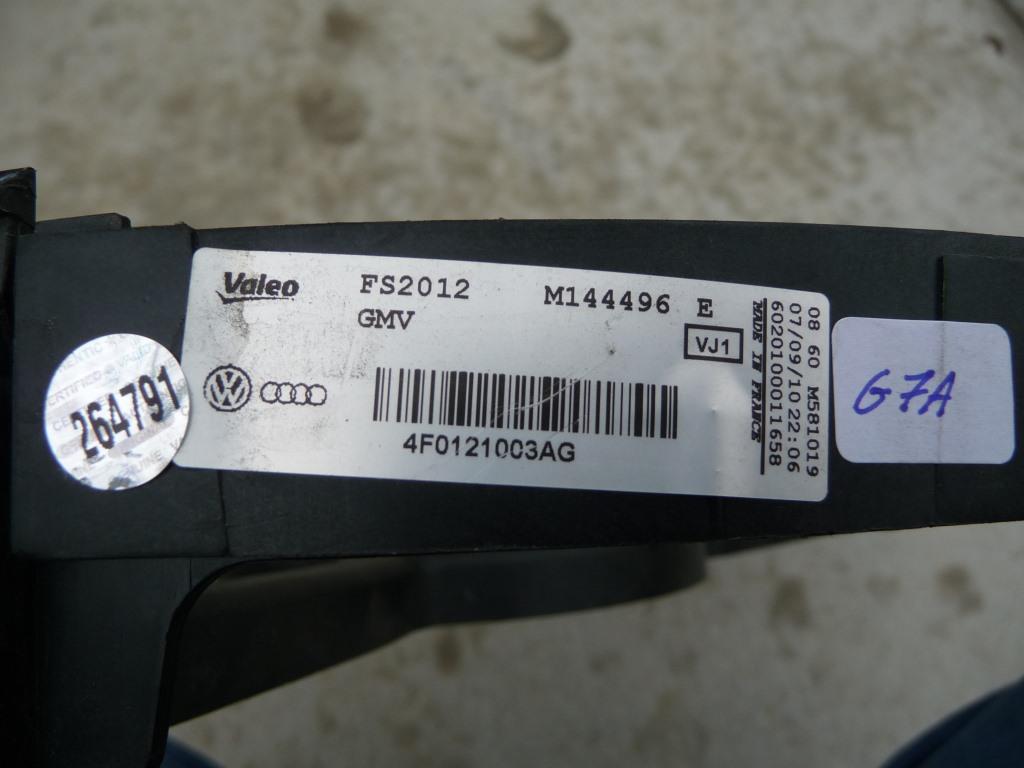 Valeo FS2012 M144496 E
GMV
VJ1
4F0121003AG
MADE IN FRANCE
6020100011658
07/09/10 22:06
08 60 M581019
264791
G7A